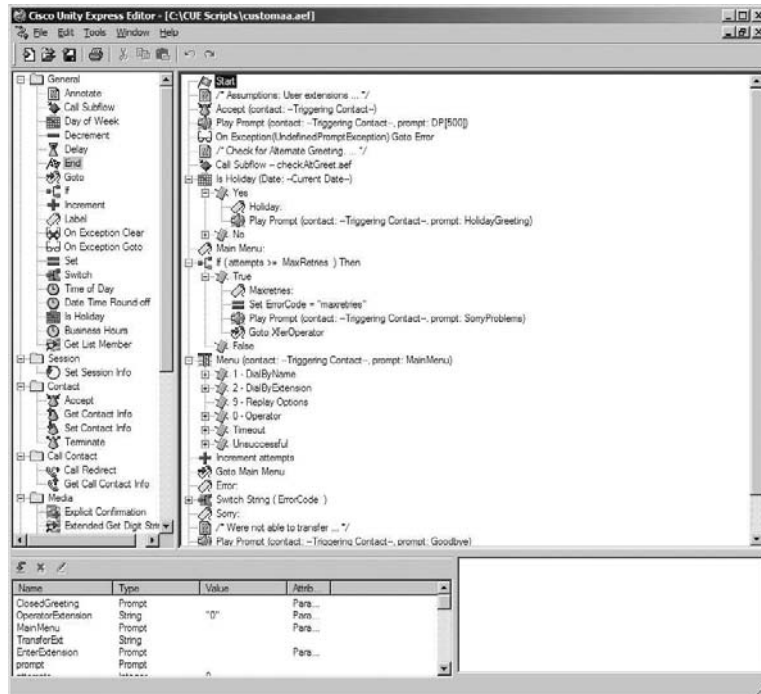 Cisco Unity Express Editor - [C:\CUE Scripts\customaa.aef]
File Edit Tools Window Help
General
Annotate
Call Subflow
Day of Week
Decrement
Delay
End
Goto
If
Increment
Label
On Exception Clear
On Exception Goto
Set
Switch
Time of Day
Date Time Round off
Is Holiday
Business Hours
Get List Member
Session
Set Session Info
Contact
Accept
Get Contact Info
Set Contact Info
Terminate
Call Contact
Call Redirect
Get Call Contact Info
Media
Explicit Confirmation
Extended Get Digit Strin
Start
/* Assumptions: User extensions ... */
Accept (contact: --Triggering Contact--)
Play Prompt (contact: --Triggering Contact--, prompt: DP[500])
On Exception(UndefinedPromptException) Goto Error
/* Check for Alternate Greeting. ... */
Call Subflow -- checkAltGreet.aef
Is Holiday (Date: --Current Date--)
Yes
Holiday:
Play Prompt (contact: --Triggering Contact--, prompt: HolidayGreeting)
No
Main Menu:
If ( attempts >= MaxRetries ) Then
True
Maxretries:
Set ErrorCode = "maxretries"
Play Prompt (contact: --Triggering Contact--, prompt: SorryProblems)
Goto XferOperator
False
Menu (contact: --Triggering Contact--, prompt: MainMenu)
1 - DialByName
2 - DialByExtension
9 - Replay Options
0 - Operator
Timeout
Unsuccessful
Increment attempts
Goto Main Menu
Error:
Switch String ( ErrorCode )
Sorry:
/* Were not able to transfer ... */
Play Prompt (contact: --Triggering Contact--, prompt: Goodbye)
Name Type Value Attrib...
ClosedGreeting Prompt Para...
OperatorExtension String "0" Para...
MainMenu Prompt Para...
TransferExt String
EnterExtension Prompt Para...
prompt Prompt
attempts Integer 0